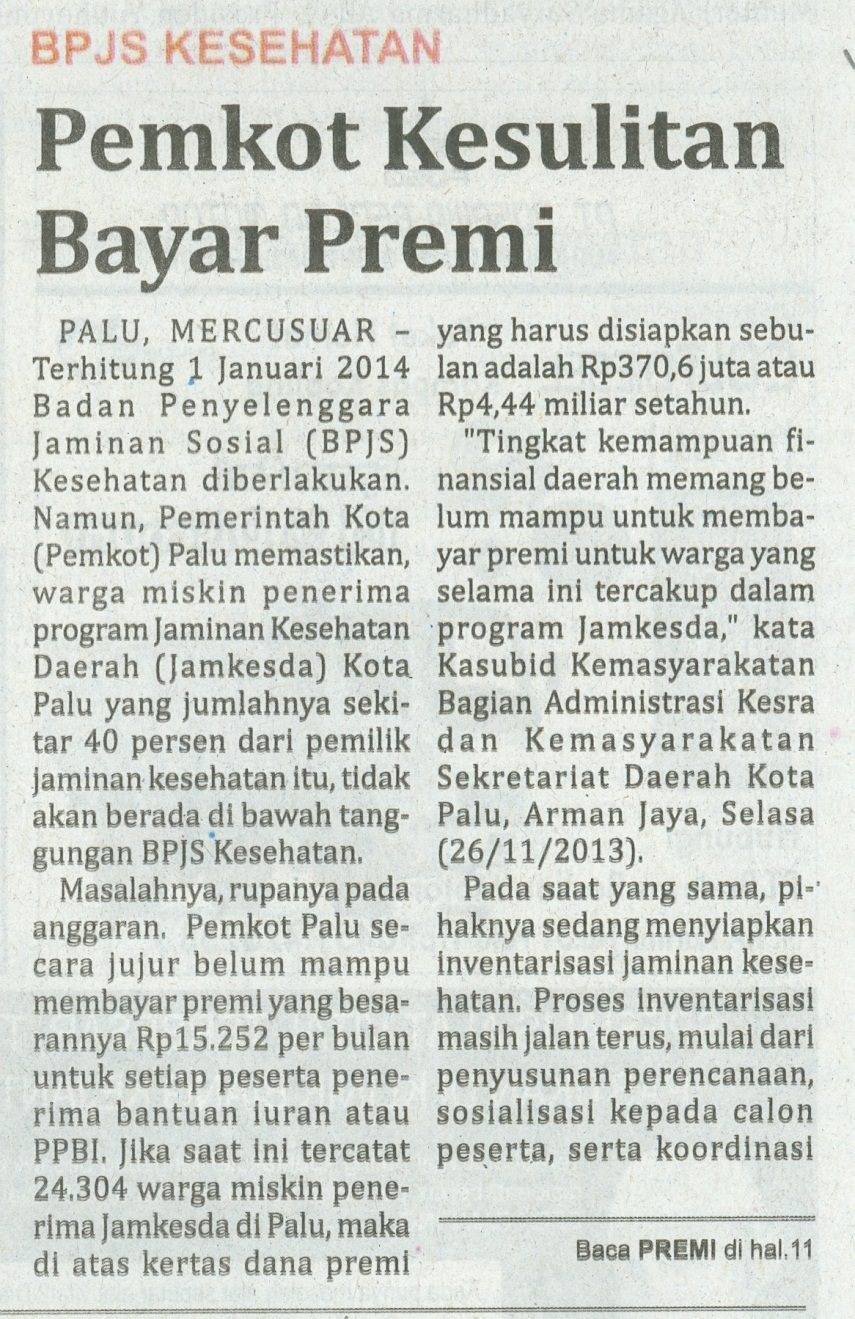 BPJS KESEHATAN
Pemkot Kesulitan
Bayar Premi
PALU, MERCUSUAR –
Terhitung 1 Januari 2014
Badan Penyelenggara
Jaminan Sosial (BPJS)
Kesehatan diberlakukan.
Namun, Pemerintah Kota
(Pemkot) Palu memastikan,
warga miskin penerima
program Jaminan Kesehatan
Daerah (Jamkesda) Kota
Palu yang jumlahnya seki-
tar 40 persen dari pemilik
jaminan kesehatan itu, tidak
akan berada di bawah tang-
gungan BPJS Kesehatan.
Masalahnya, rupanya pada
anggaran. Pemkot Palu se-
cara jujur belum mampu
membayar premi yang besa-
rannya Rp15.252 per bulan
untuk setiap peserta pene-
rima bantuan iuran atau
PPBI. Jika saat ini tercatat
24.304 warga miskin pene-
rima Jamkesda di Palu, maka
di atas kertas dana premi
yang harus disiapkan sebu-
lan adalah Rp370,6 juta atau
Rp4,44 miliar setahun.
"Tingkat kemampuan fi-
nansial daerah memang be-
lum mampu untuk memba-
yar premi untuk warga yang
selama ini tercakup dalam
program Jamkesda," kata
Kasubid Kemasyarakatan
Bagian Administrasi Kesra
dan Kemasyarakatan
Sekretariat Daerah Kota
Palu, Arman Jaya, Selasa
(26/11/2013).
Pada saat yang sama, pi-
haknya sedang menyiapkan
inventarisasi jaminan kese-
hatan. Proses inventarisasi
masih jalan terus, mulai dari
penyusunan perencanaan,
sosialisasi kepada calon
peserta, serta koordinasi
Baca PREMI di hal.11